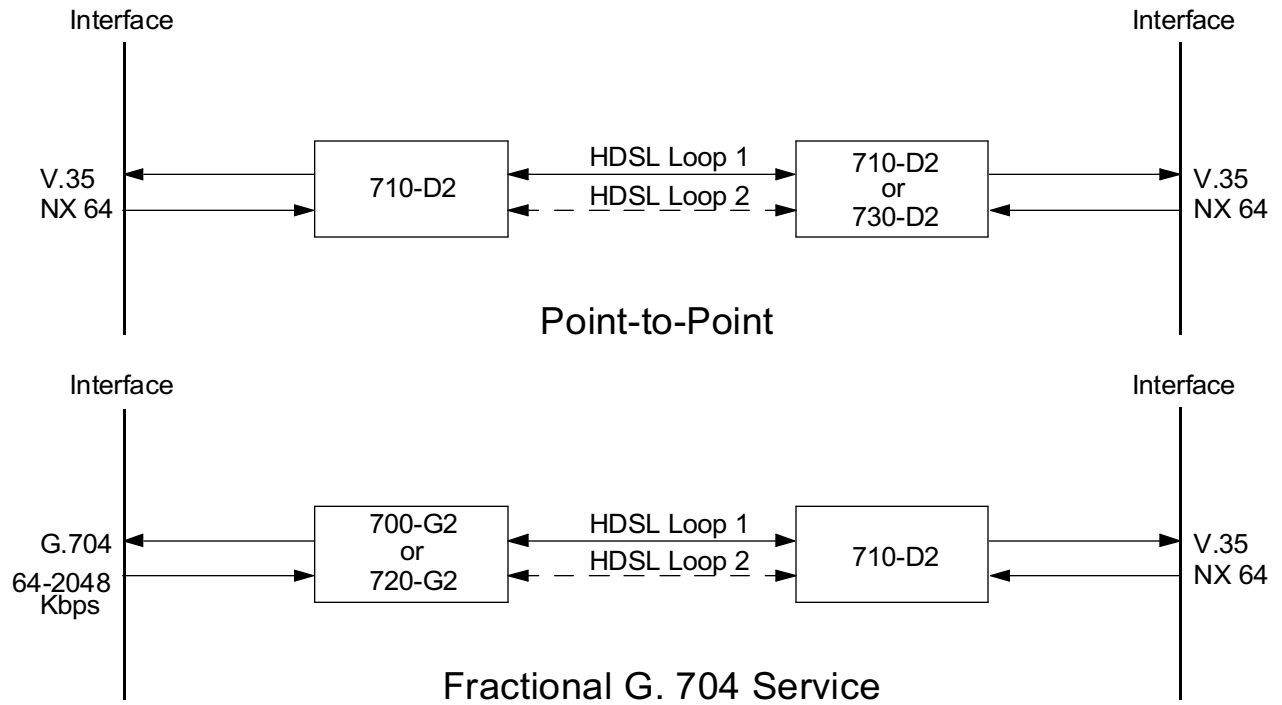 Interface
Interface
V.35
NX 64
710-D2
HDSL Loop 1
HDSL Loop 2
710-D2
or
730-D2
V.35
NX 64
Point-to-Point
Interface
Interface
G.704
64-2048
Kbps
700-G2
or
720-G2
HDSL Loop 1
HDSL Loop 2
710-D2
V.35
NX 64
Fractional G. 704 Service